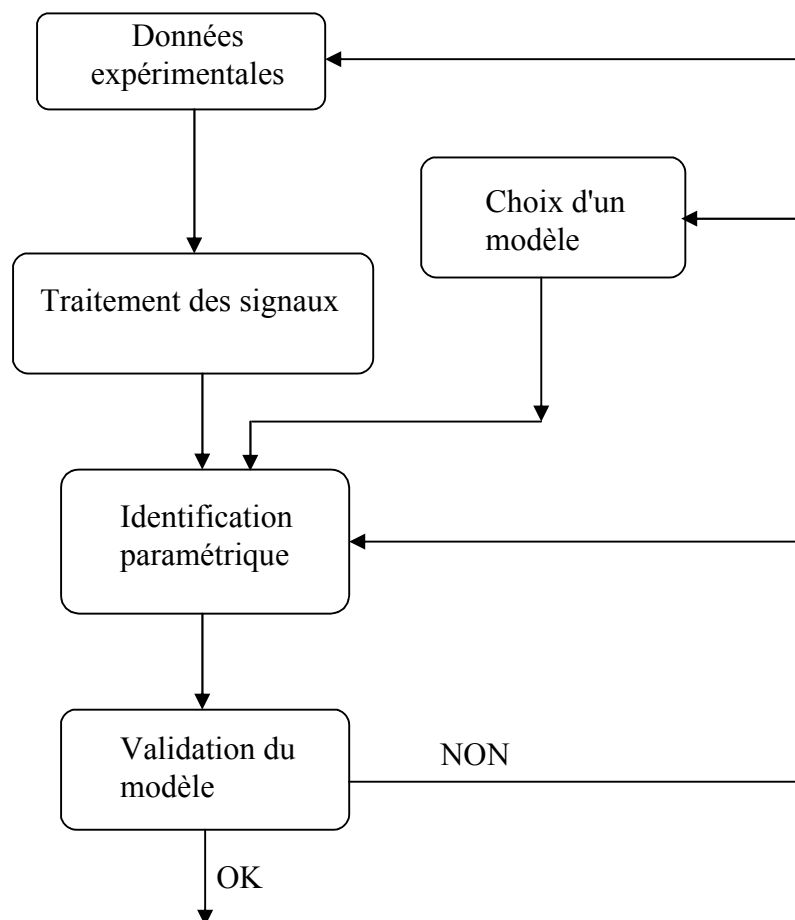 Données
expérimentales
Choix d'un
modèle
Traitement des signaux
Identification
paramétrique
Validation du
modèle
NON
OK